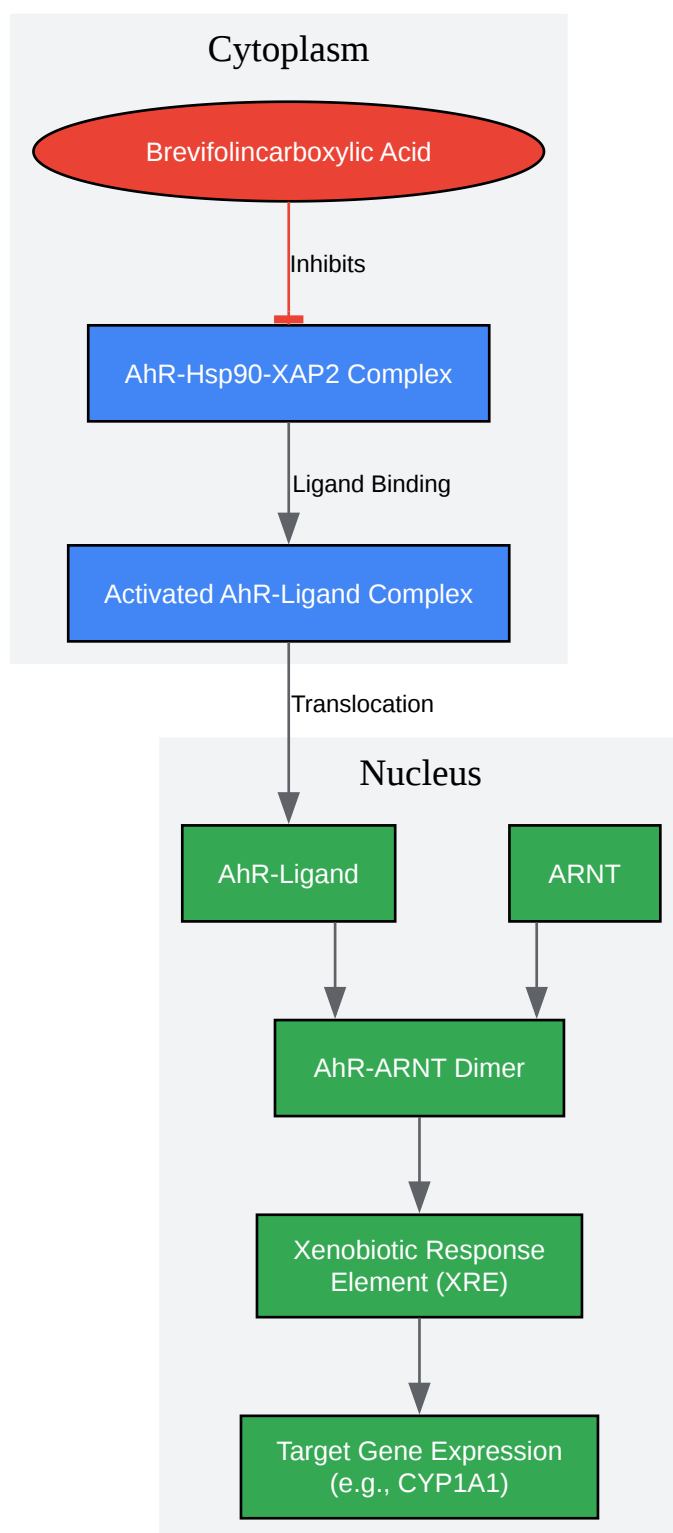 Cytoplasm
Brevifolincarboxylic Acid
Inhibits
AhR-Hsp90-XAP2 Complex
Ligand Binding
Activated AhR-Ligand Complex
Translocation
Nucleus
AhR-Ligand
ARNT
AhR-ARNT Dimer
Xenobiotic Response
Element (XRE)
Target Gene Expression
(e.g., CYP1A1)